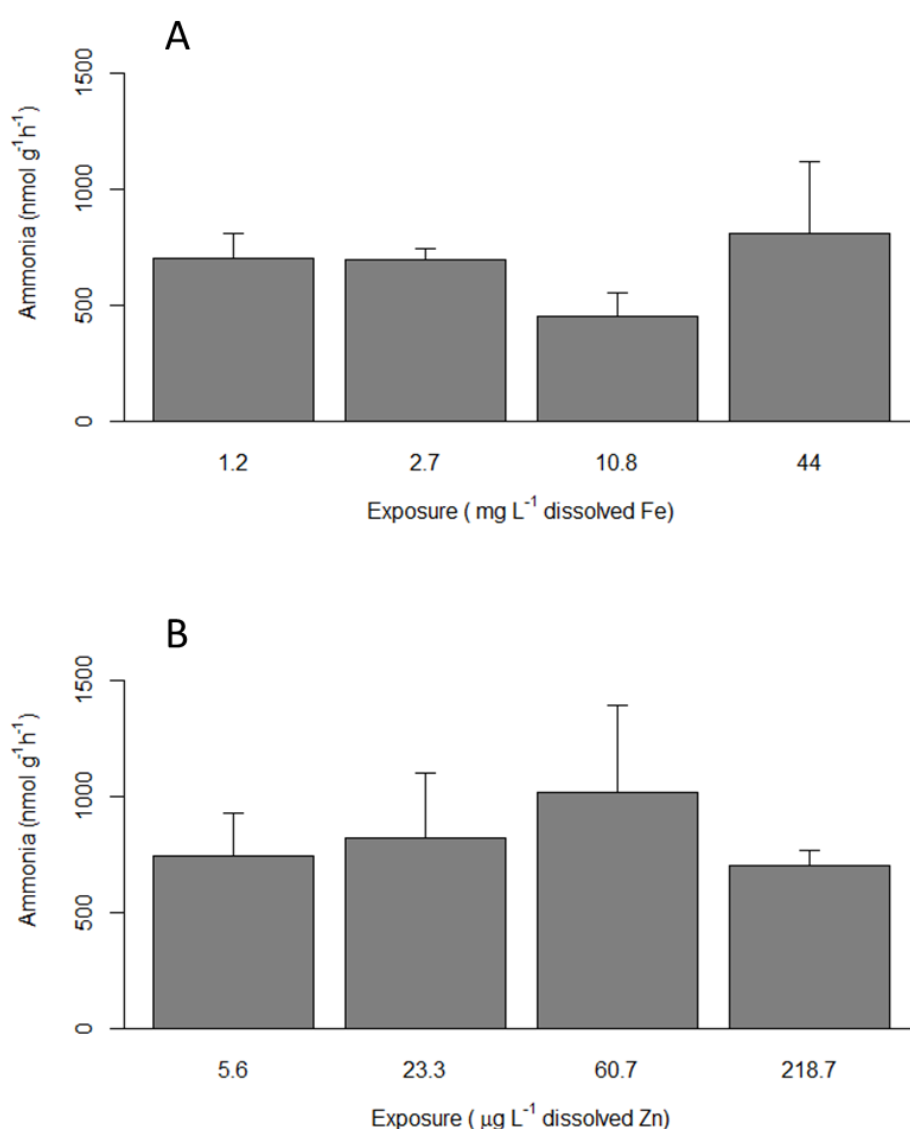 A
1500
1000
500
0
Ammonia (nmol g⁻¹h⁻¹)
1.2 2.7 10.8 44
Exposure ( mg L⁻¹ dissolved Fe)
B
1500
1000
500
0
Ammonia (nmol g⁻¹h⁻¹)
5.6 23.3 60.7 218.7
Exposure ( µg L⁻¹ dissolved Zn)